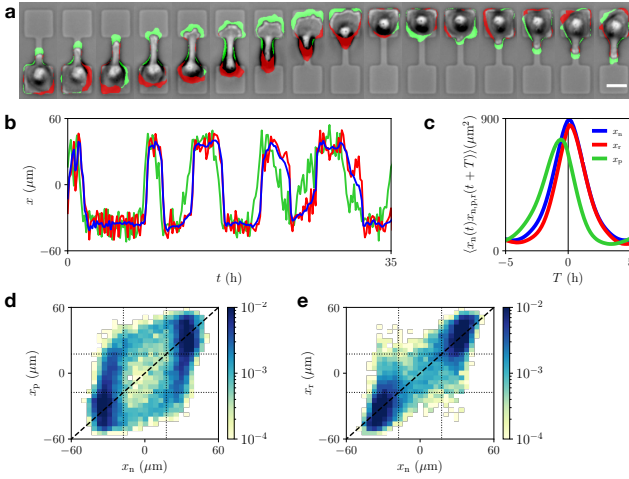 a
b
60
0
−60
x (μm)
0
35
t (h)
c
900
0
⟨xₙ(t)xₙ,ₚ,ᵣ(t + T)⟩(μm²)
xₙ
xᵣ
xₚ
−5
0
5
T (h)
d
60
0
−60
xₚ (μm)
−60
0
60
xₙ (μm)
10⁻²
10⁻³
10⁻⁴
e
60
0
−60
xᵣ (μm)
−60
0
60
xₙ (μm)
10⁻²
10⁻³
10⁻⁴